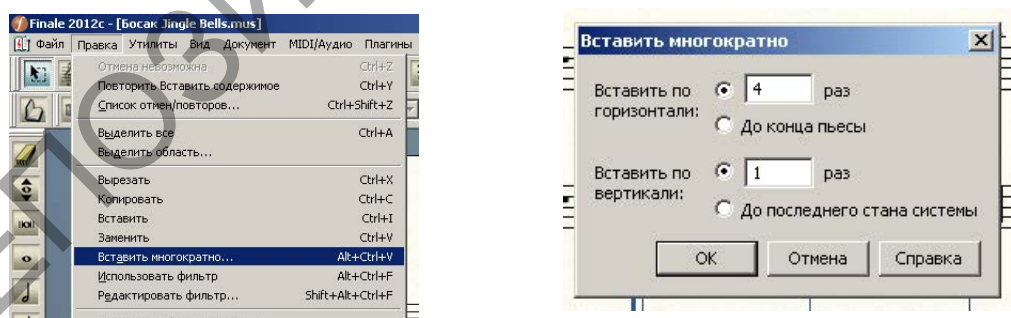 Finale 2012c - [Босак Jingle Bells.mus]
Файл Правка Утилиты Вид Документ MIDI/Аудио Плагины
Отмена невозможна Ctrl+Z
Повторить Вставить содержимое Ctrl+Y
Список отмен/повторов... Ctrl+Shift+Z
Выделить все Ctrl+A
Выделить область...
Вырезать Ctrl+X
Копировать Ctrl+C
Вставить Ctrl+I
Заменить Ctrl+V
Вставить многократно... Alt+Ctrl+V
Использовать фильтр Alt+Ctrl+F
Редактировать фильтр... Shift+Alt+Ctrl+F
Вставить многократно
Вставить по горизонтали: 4 раз
До конца пьесы
Вставить по вертикали: 1 раз
До последнего стана системы
OK Отмена Справка